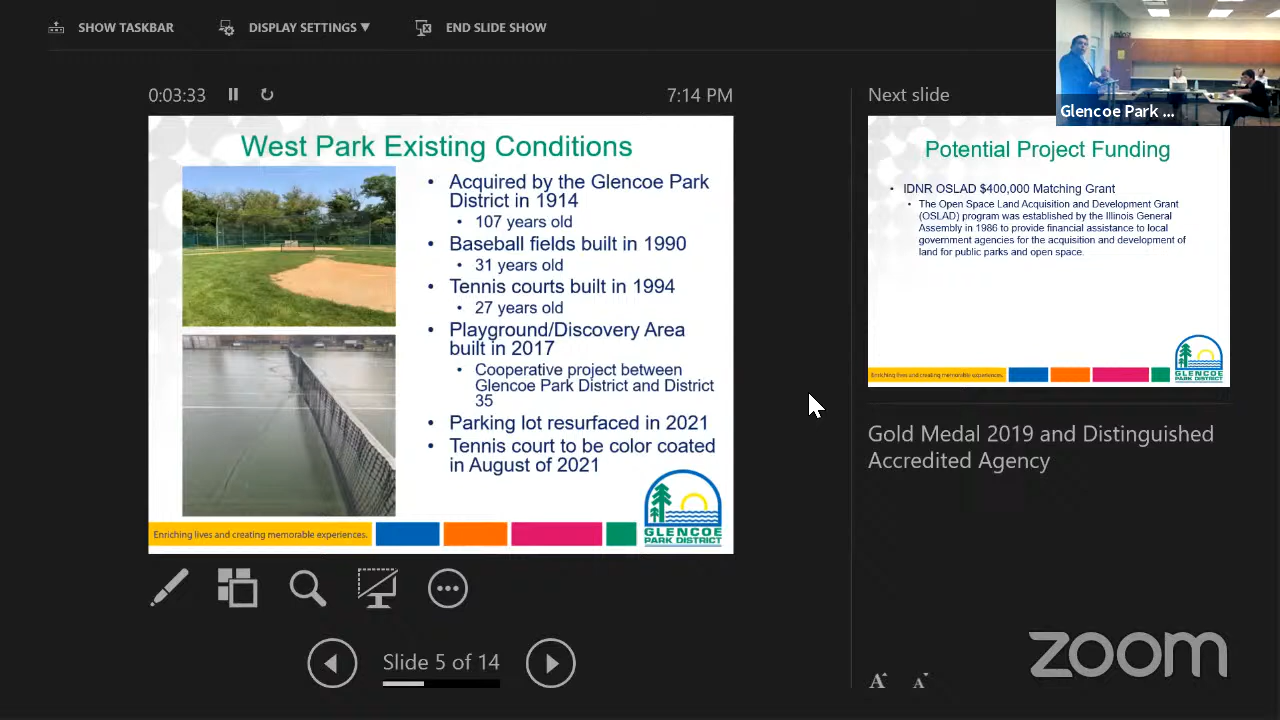 SHOW TASKBAR
DISPLAY SETTINGS ▼
END SLIDE SHOW
0:03:33
7:14 PM
Next slide
Glencoe Park ...
West Park Existing Conditions
• Acquired by the Glencoe Park
District in 1914
• 107 years old
• Baseball fields built in 1990
• 31 years old
• Tennis courts built in 1994
• 27 years old
• Playground/Discovery Area
built in 2017
• Cooperative project between
Glencoe Park District and District
35
• Parking lot resurfaced in 2021
• Tennis court to be color coated
in August of 2021
Enriching lives and creating memorable experiences.
GLENCOE
PARK DISTRICT
Potential Project Funding
• IDNR OSLAD $400,000 Matching Grant
• The Open Space Land Acquisition and Development Grant
(OSLAD) program was established by the Illinois General
Assembly in 1986 to provide financial assistance to local
government agencies for the acquisition and development of
land for public parks and open space.
Enriching lives and creating memorable experiences.
GLENCOE
PARK DISTRICT
Gold Medal 2019 and Distinguished
Accredited Agency
Slide 5 of 14
A A
zoom